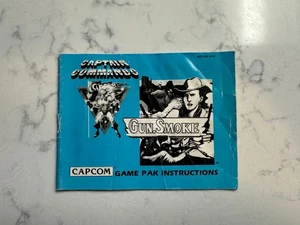 CAPTAIN
COMMANDO
GUN.SMOKE
CAPCOM
GAME PAK INSTRUCTIONS